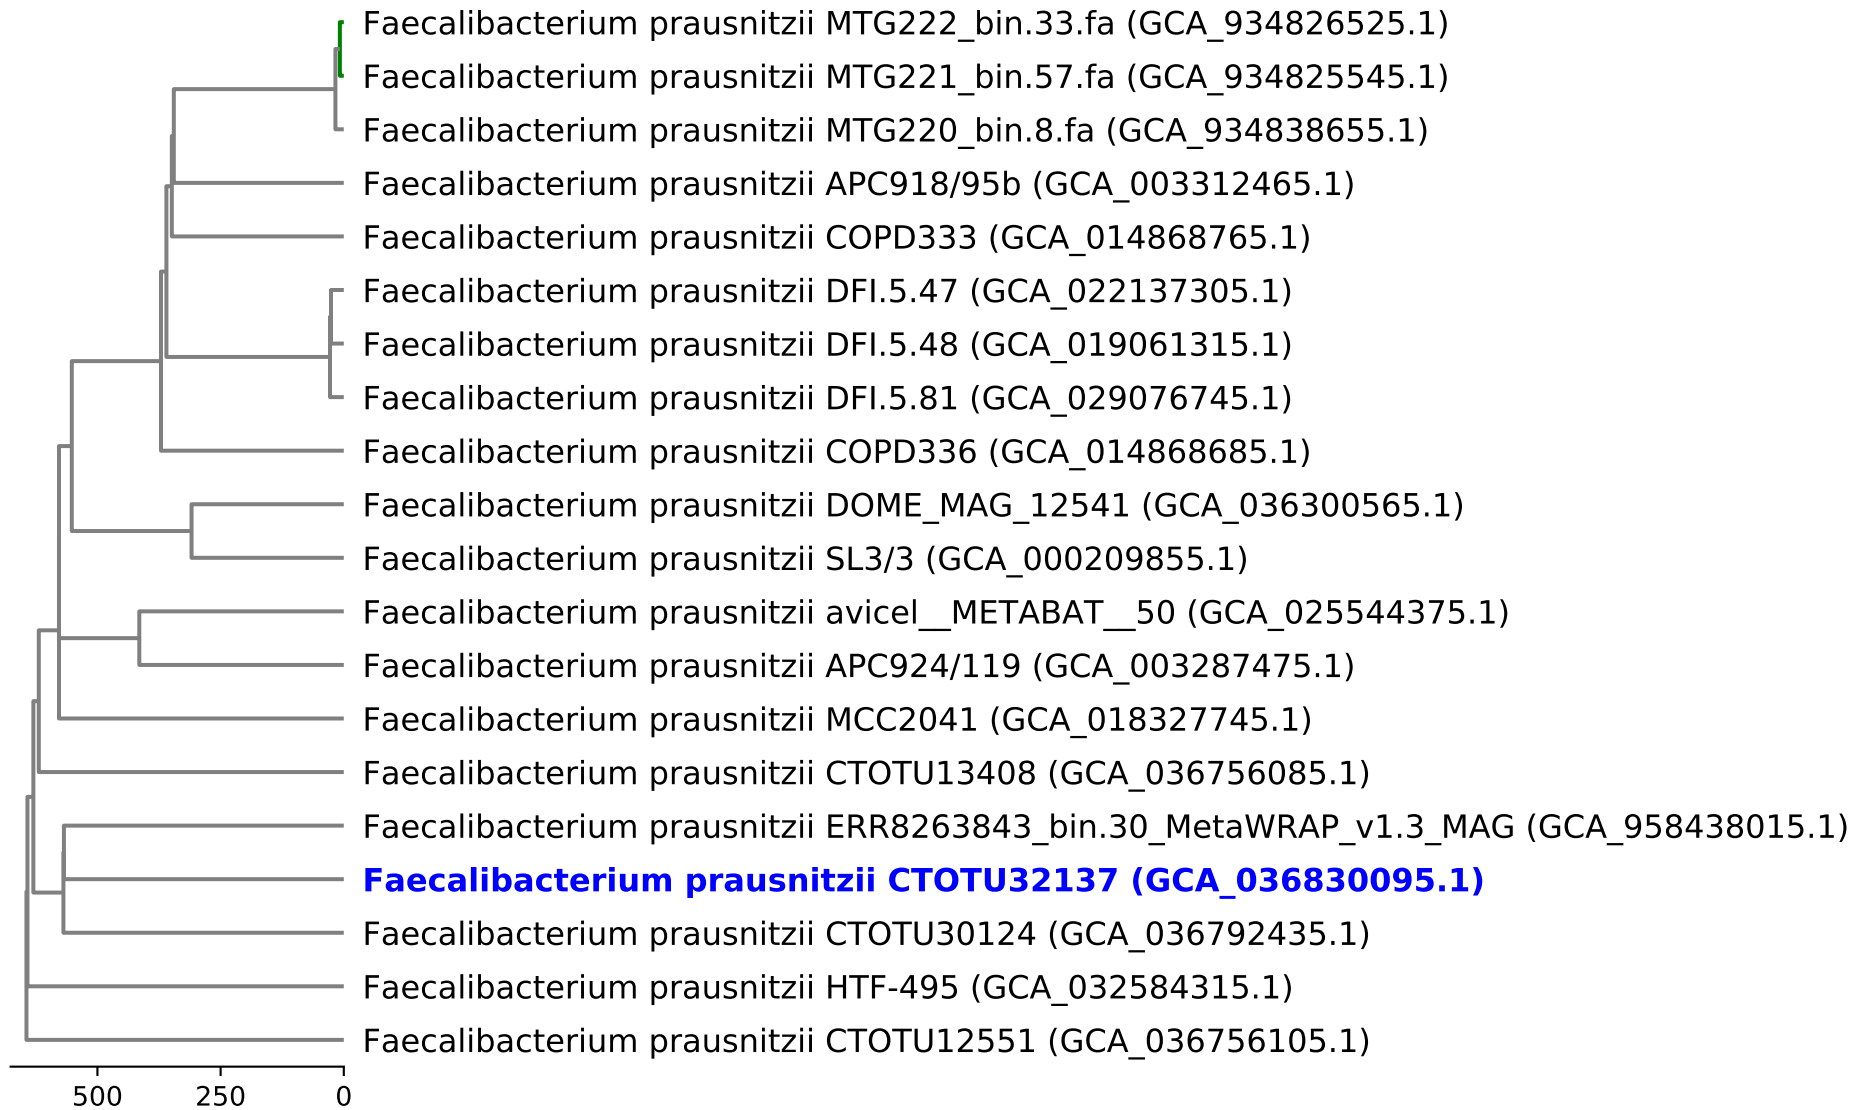 Faecalibacterium prausnitzii MTG222_bin.33.fa (GCA_934826525.1)
Faecalibacterium prausnitzii MTG221_bin.57.fa (GCA_934825545.1)
Faecalibacterium prausnitzii MTG220_bin.8.fa (GCA_934838655.1)
Faecalibacterium prausnitzii APC918/95b (GCA_003312465.1)
Faecalibacterium prausnitzii COPD333 (GCA_014868765.1)
Faecalibacterium prausnitzii DFI.5.47 (GCA_022137305.1)
Faecalibacterium prausnitzii DFI.5.48 (GCA_019061315.1)
Faecalibacterium prausnitzii DFI.5.81 (GCA_029076745.1)
Faecalibacterium prausnitzii COPD336 (GCA_014868685.1)
Faecalibacterium prausnitzii DOME_MAG_12541 (GCA_036300565.1)
Faecalibacterium prausnitzii SL3/3 (GCA_000209855.1)
Faecalibacterium prausnitzii avicel__METABAT__50 (GCA_025544375.1)
Faecalibacterium prausnitzii APC924/119 (GCA_003287475.1)
Faecalibacterium prausnitzii MCC2041 (GCA_018327745.1)
Faecalibacterium prausnitzii CTOTU13408 (GCA_036756085.1)
Faecalibacterium prausnitzii ERR8263843_bin.30_MetaWRAP_v1.3_MAG (GCA_958438015.1)
Faecalibacterium prausnitzii CTOTU32137 (GCA_036830095.1)
Faecalibacterium prausnitzii CTOTU30124 (GCA_036792435.1)
Faecalibacterium prausnitzii HTF-495 (GCA_032584315.1)
Faecalibacterium prausnitzii CTOTU12551 (GCA_036756105.1)
500 250 0